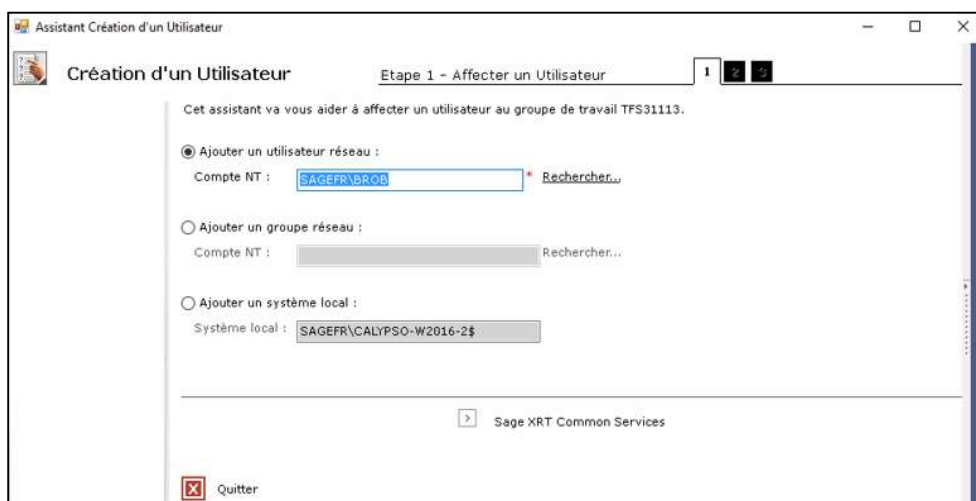 Assistant Création d'un Utilisateur
Création d'un Utilisateur
Etape 1 - Affecter un Utilisateur
1 2 3
Cet assistant va vous aider à affecter un utilisateur au groupe de travail TFS31113.
Ajouter un utilisateur réseau :
Compte NT : SAGEFR\BROB * Rechercher...
Ajouter un groupe réseau :
Compte NT : Rechercher...
Ajouter un système local :
Système local : SAGEFR\CALYPSO-W2016-2$
> Sage XRT Common Services
Quitter